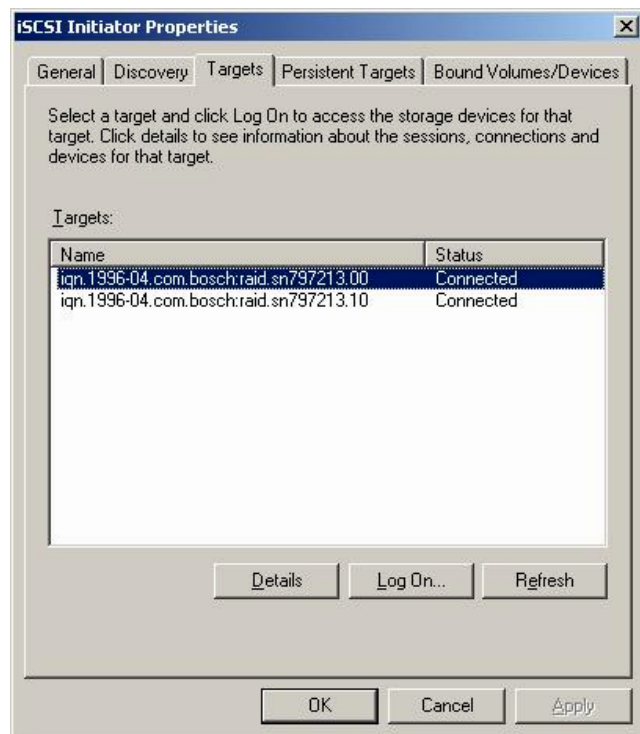 iSCSI Initiator Properties
General Discovery Targets Persistent Targets Bound Volumes/Devices
Select a target and click Log On to access the storage devices for that
target. Click details to see information about the sessions, connections and
devices for that target.
Targets:
Name Status
iqn.1996-04.com.bosch:raid.sn797213.00 Connected
iqn.1996-04.com.bosch:raid.sn797213.10 Connected
Details Log On... Refresh
OK Cancel Apply